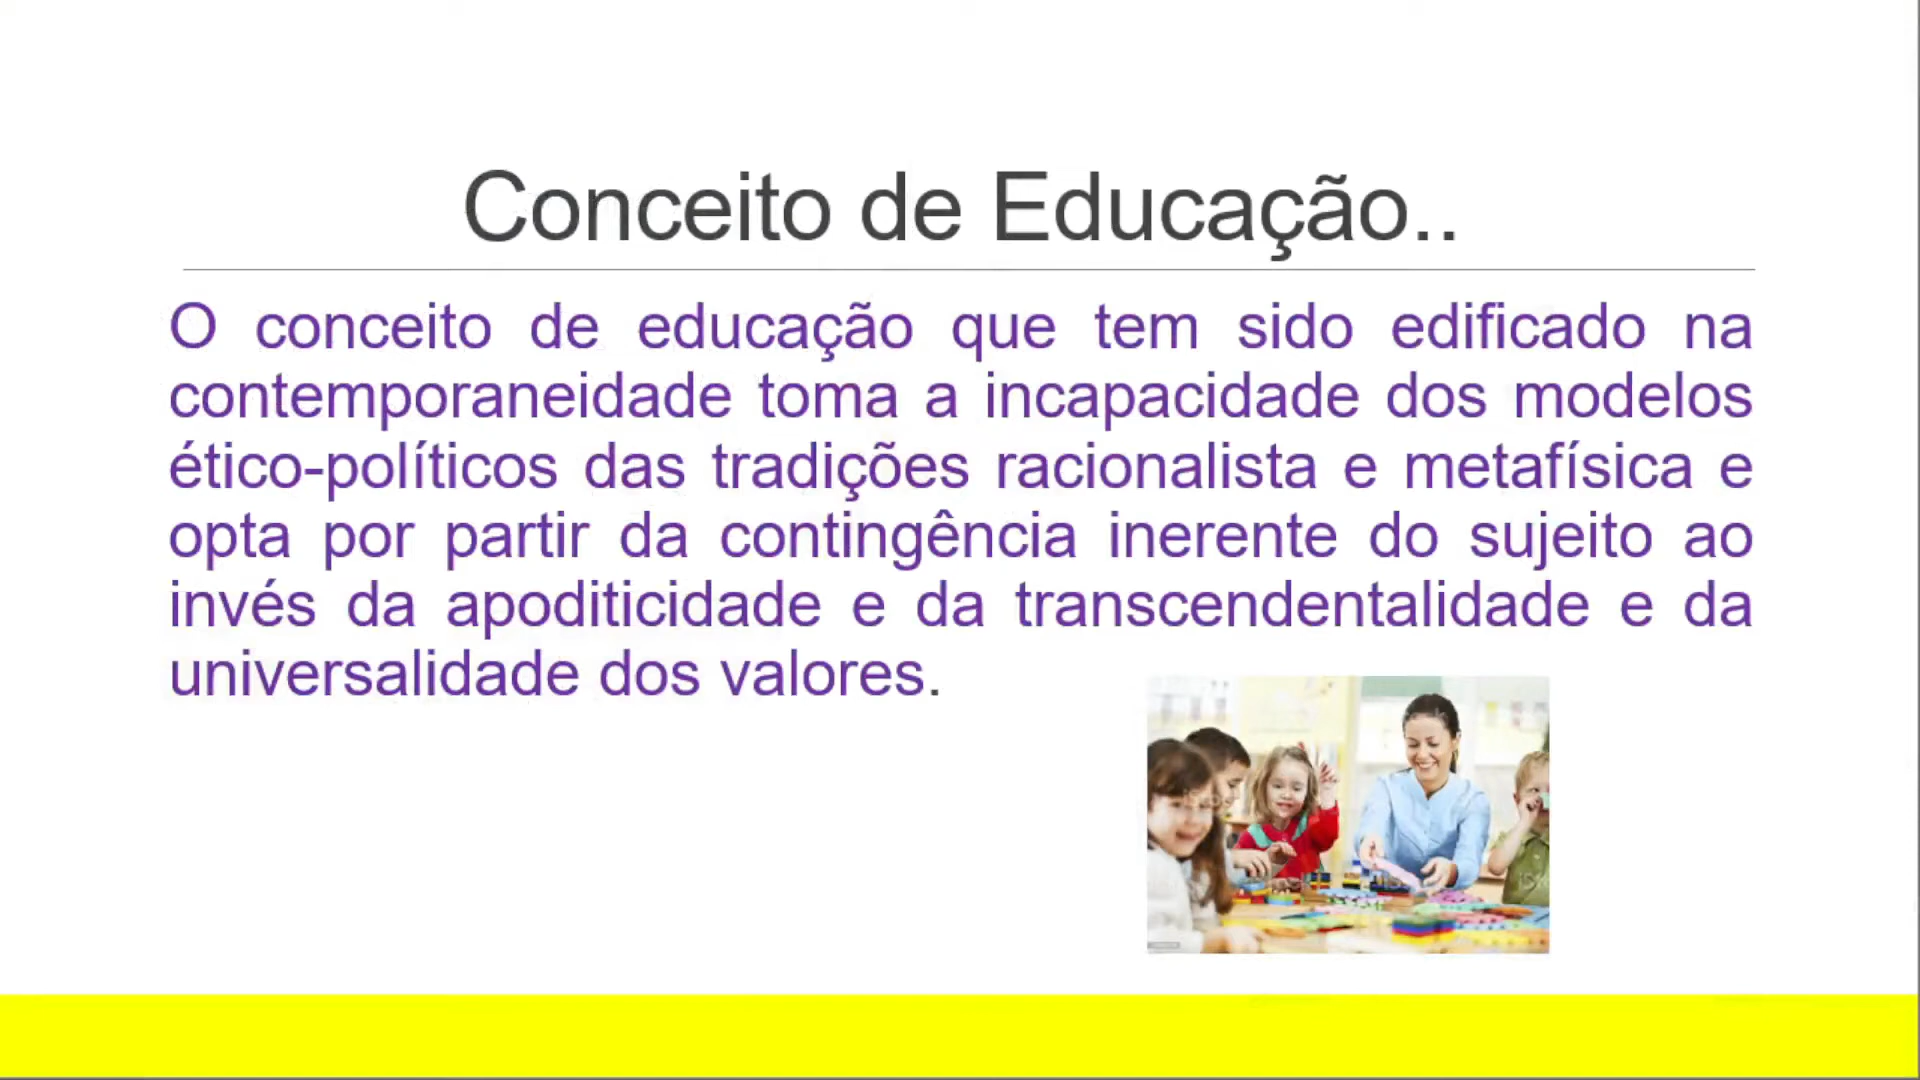 Conceito de Educação..
O conceito de educação que tem sido edificado na
contemporaneidade toma a incapacidade dos modelos
ético-políticos das tradições racionalista e metafísica e
opta por partir da contingência inerente do sujeito ao
invés da apoditicidade e da transcendentalidade e da
universalidade dos valores.